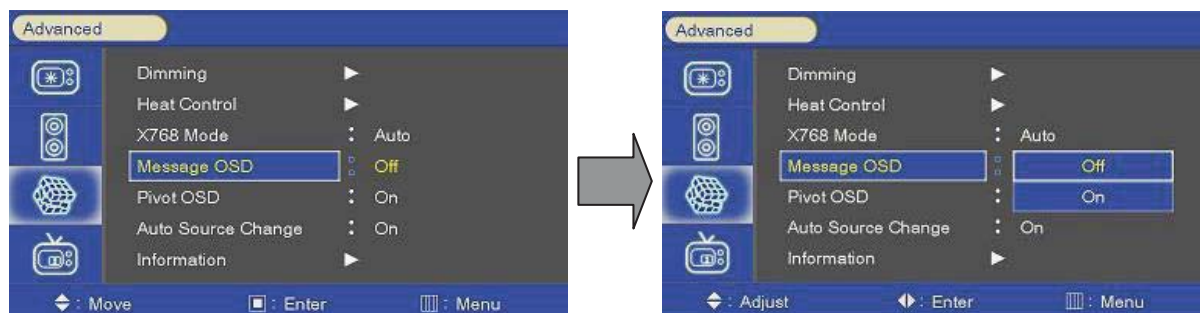 Advanced
Dimming ▶
Heat Control ▶
X768 Mode : Auto
Message OSD : Off
Pivot OSD : On
Auto Source Change : On
Information ▶
: Move : Enter : Menu
Advanced
Dimming ▶
Heat Control ▶
X768 Mode : Auto
Message OSD : Off
Pivot OSD : On
Auto Source Change : On
Information ▶
: Adjust : Enter : Menu